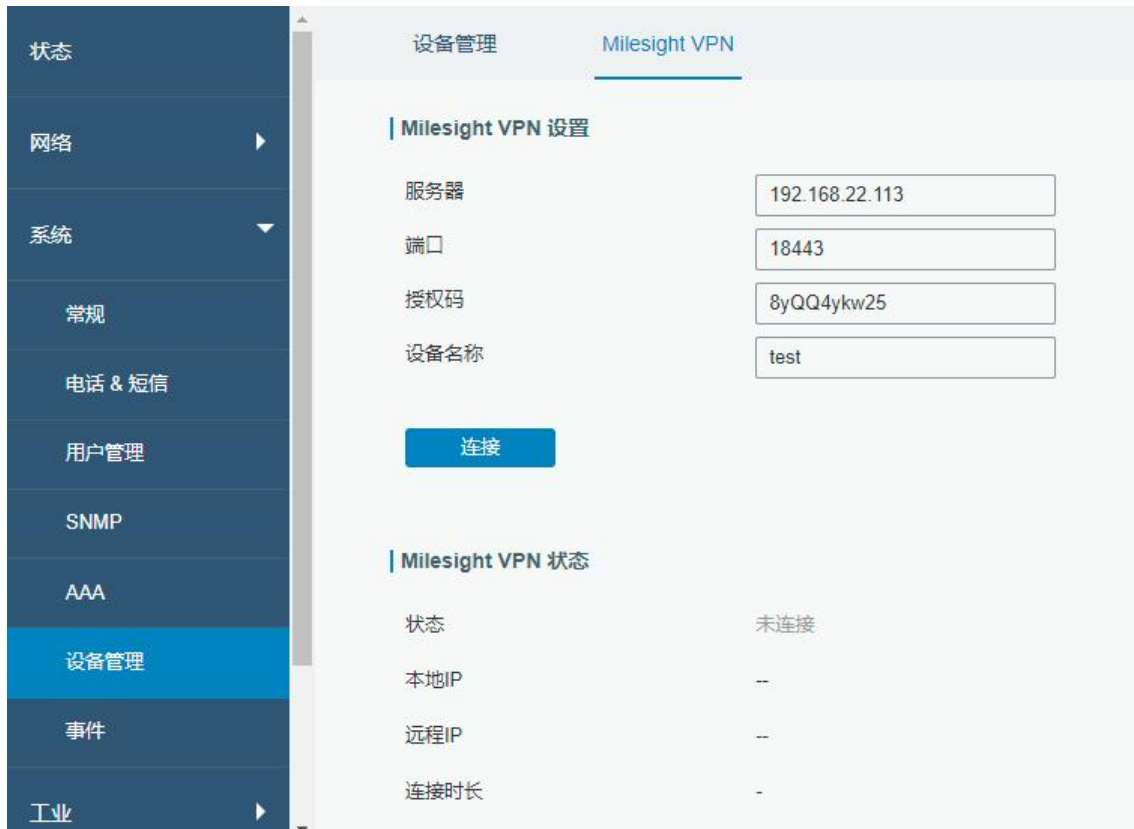 状态
网络
系统
常规
电话 & 短信
用户管理
SNMP
AAA
设备管理
事件
工业
设备管理
Milesight VPN
Milesight VPN 设置
服务器
192.168.22.113
端口
18443
授权码
8yQQ4ykw25
设备名称
test
连接
Milesight VPN 状态
状态
未连接
本地IP
--
远程IP
--
连接时长
-